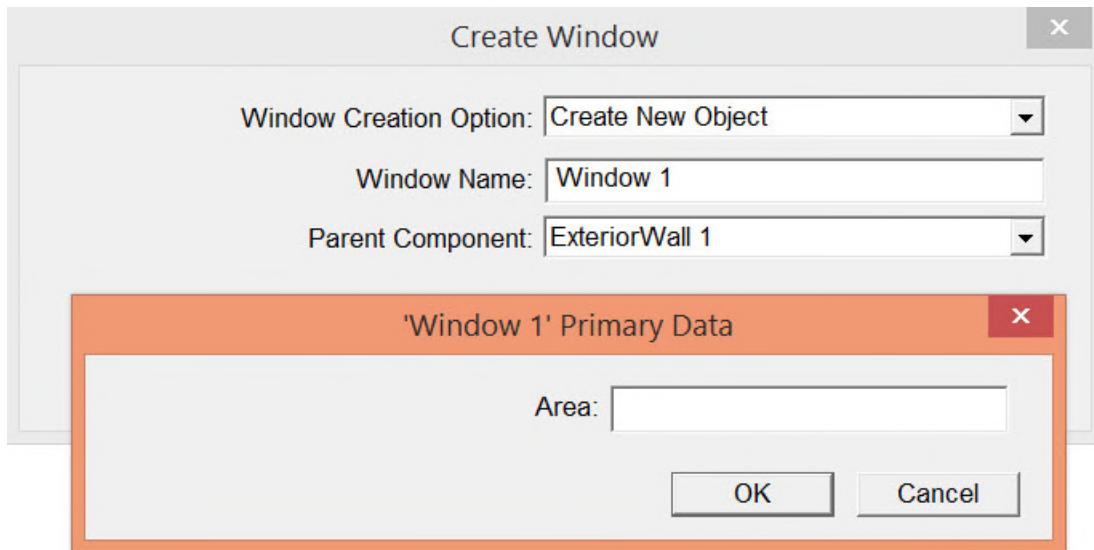 Create Window
Window Creation Option: Create New Object
Window Name: Window 1
Parent Component: ExteriorWall 1
'Window 1' Primary Data
Area:
OK Cancel